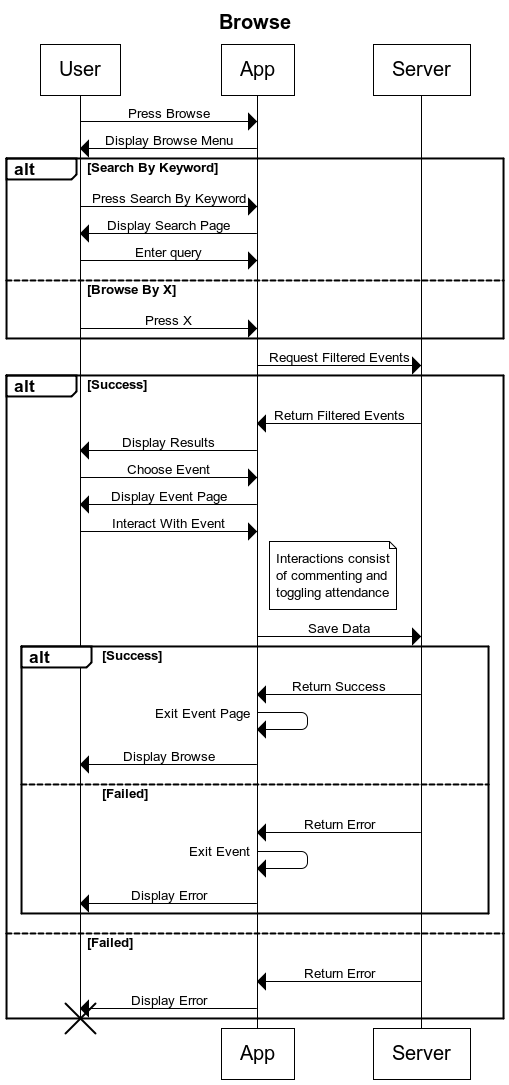 Browse
User
App
Server
Press Browse
Display Browse Menu
alt
[Search By Keyword]
Press Search By Keyword
Display Search Page
Enter query
[Browse By X]
Press X
Request Filtered Events
alt
[Success]
Return Filtered Events
Display Results
Choose Event
Display Event Page
Interact With Event
Interactions consist
of commenting and
toggling attendance
Save Data
alt
[Success]
Return Success
Exit Event Page
Display Browse
[Failed]
Return Error
Exit Event
Display Error
[Failed]
Return Error
Display Error
App
Server